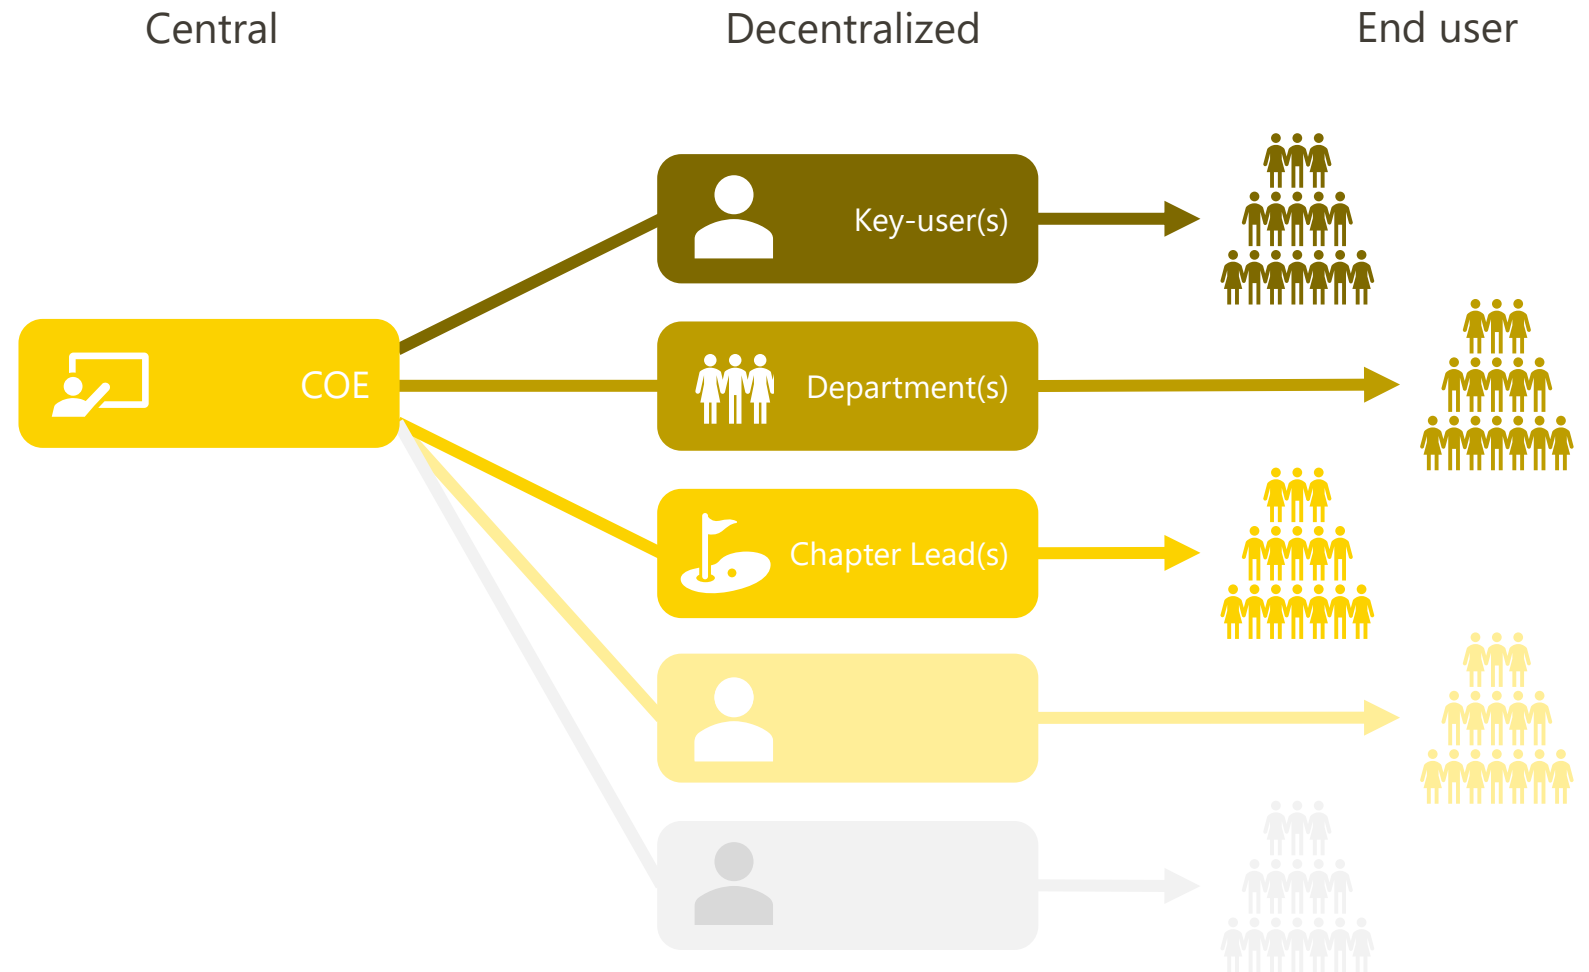 Central
Decentralized
End user
Key-user(s)
COE
Department(s)
Chapter Lead(s)